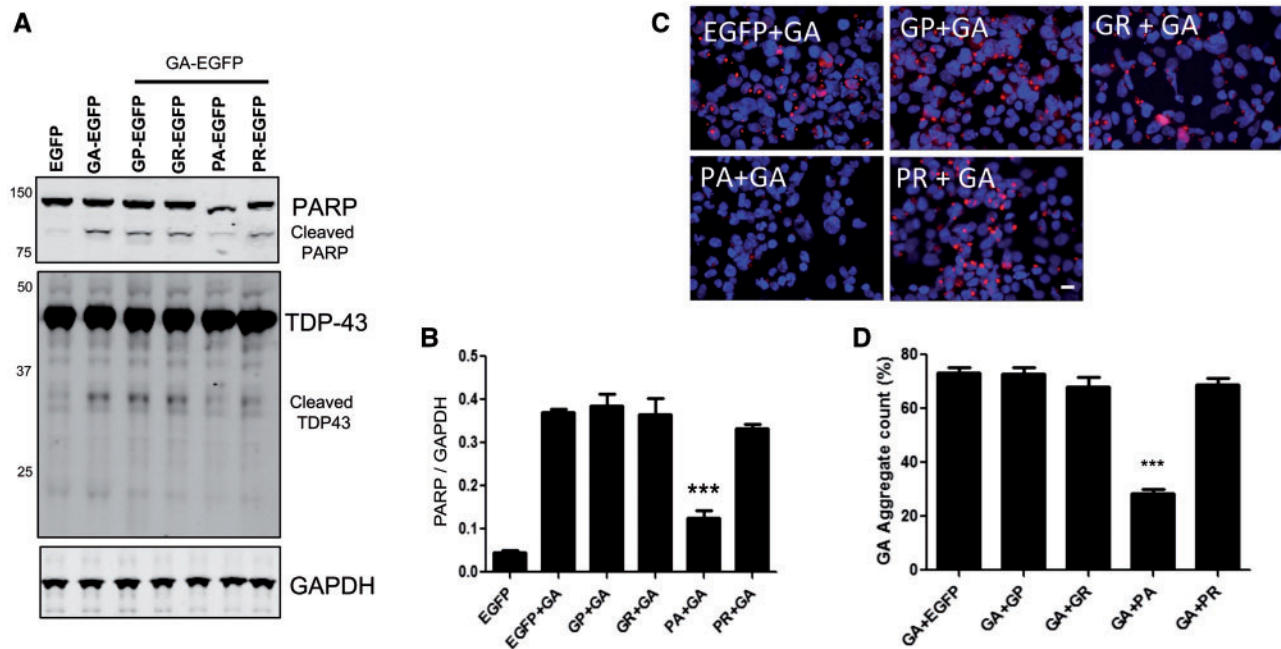 A
GA-EGFP
EGFP
GA-EGFP
GP-EGFP
GR-EGFP
PA-EGFP
PR-EGFP
150
75
PARP
Cleaved
PARP
50
37
25
TDP-43
Cleaved
TDP43
GAPDH
B
PARP / GAPDH
0.5
0.4
0.3
0.2
0.1
0.0
***
EGFP
EGFP+GA
GP+GA
GR+GA
PA+GA
PR+GA
C
EGFP+GA
GP+GA
GR + GA
PA+GA
PR + GA
D
GA Aggregate count (%)
80
60
40
20
0
***
GA+EGFP
GA+GP
GA+GR
GA+PA
GA+PR